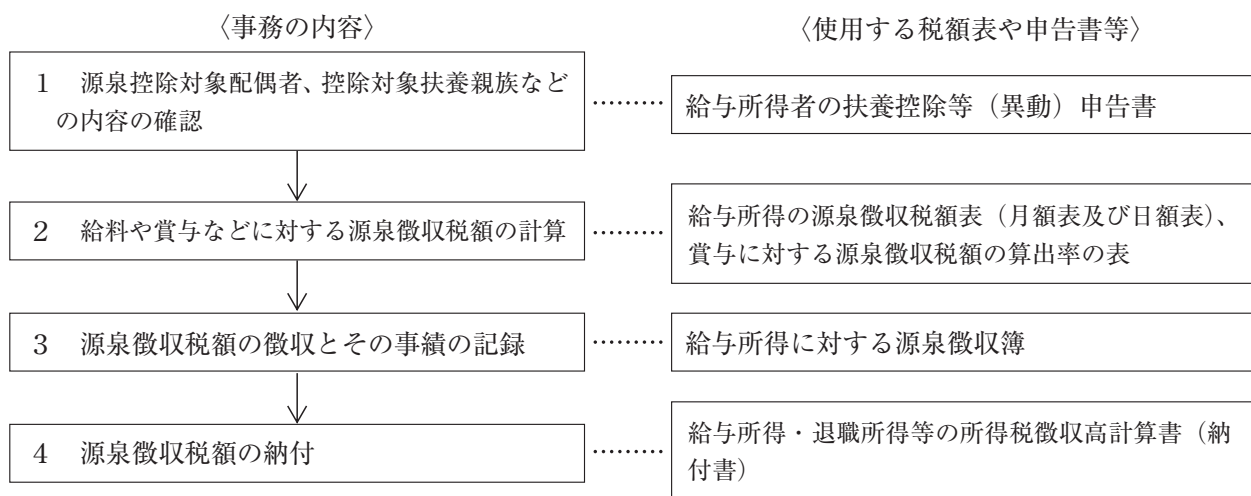 〈事務の内容〉
〈使用する税額表や申告書等〉
1 源泉控除対象配偶者、控除対象扶養親族など
の内容の確認
給与所得者の扶養控除等（異動）申告書
2 給料や賞与などに対する源泉徴収税額の計算
給与所得の源泉徴収税額表（月額表及び日額表）、
賞与に対する源泉徴収税額の算出率の表
3 源泉徴収税額の徴収とその事績の記録
給与所得に対する源泉徴収簿
4 源泉徴収税額の納付
給与所得・退職所得等の所得税徴収高計算書（納
付書）